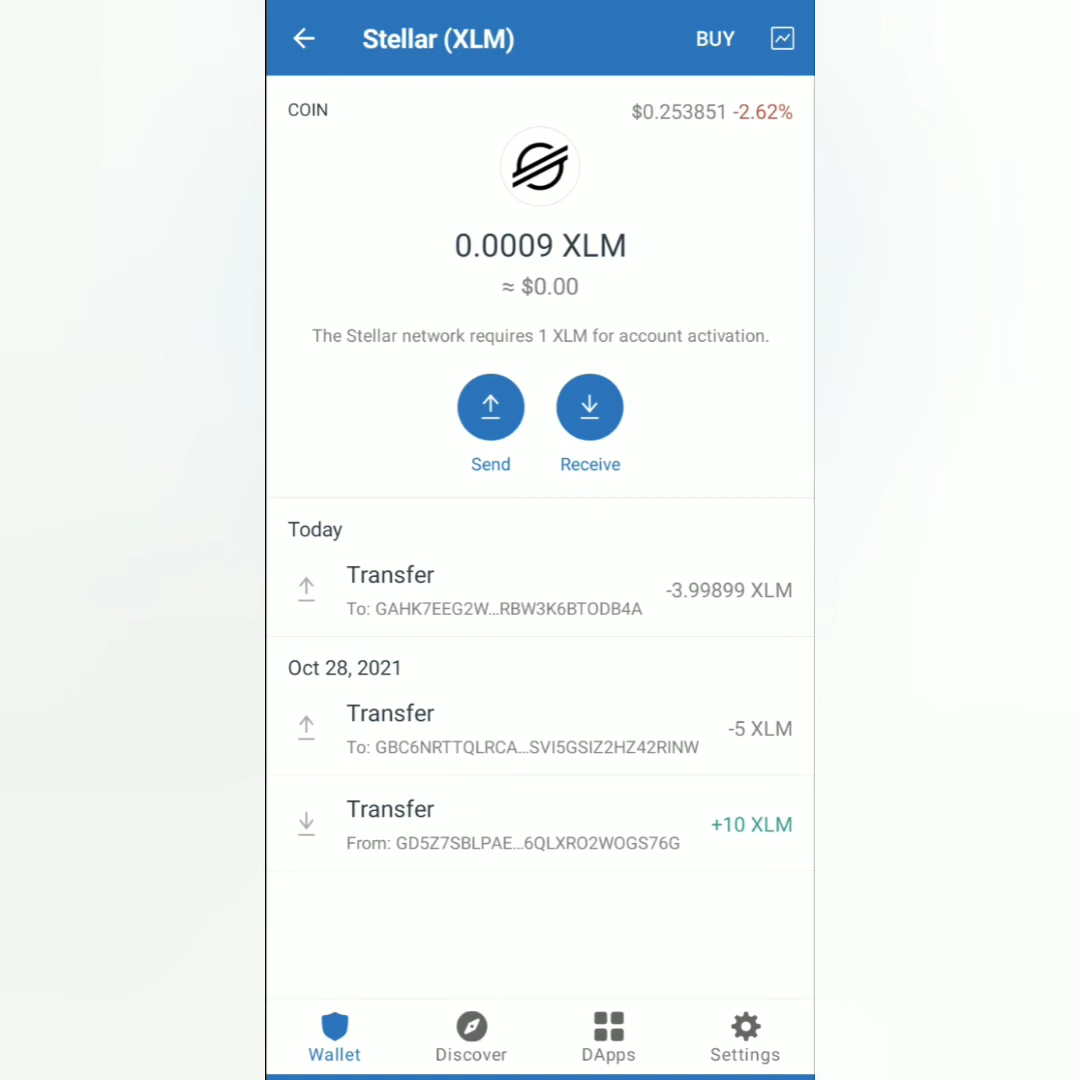 Stellar (XLM)
BUY
COIN
$0.253851 -2.62%
0.0009 XLM
≈ $0.00
The Stellar network requires 1 XLM for account activation.
Send
Receive
Today
Transfer
-3.99899 XLM
To: GAHK7EEG2W...RBW3K6BTODB4A
Oct 28, 2021
Transfer
-5 XLM
To: GBC6NRTTQLRCA...SVI5GSIZ2HZ42RINW
Transfer
+10 XLM
From: GD5Z7SBLPAE...6QLXRO2WOGS76G
Wallet
Discover
DApps
Settings